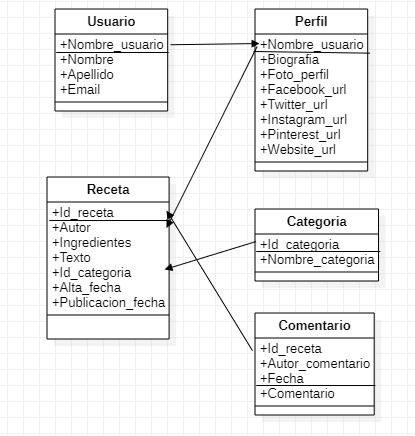 Usuario
+Nombre_usuario
+Nombre
+Apellido
+Email
Perfil
+Nombre_usuario
+Biografia
+Foto_perfil
+Facebook_url
+Twitter_url
+Instagram_url
+Pinterest_url
+Website_url
Receta
+Id_receta
+Autor
+Ingredientes
+Texto
+Id_categoria
+Alta_fecha
+Publicacion_fecha
Categoria
+Id_categoria
+Nombre_categoria
Comentario
+Id_receta
+Autor_comentario
+Fecha
+Comentario